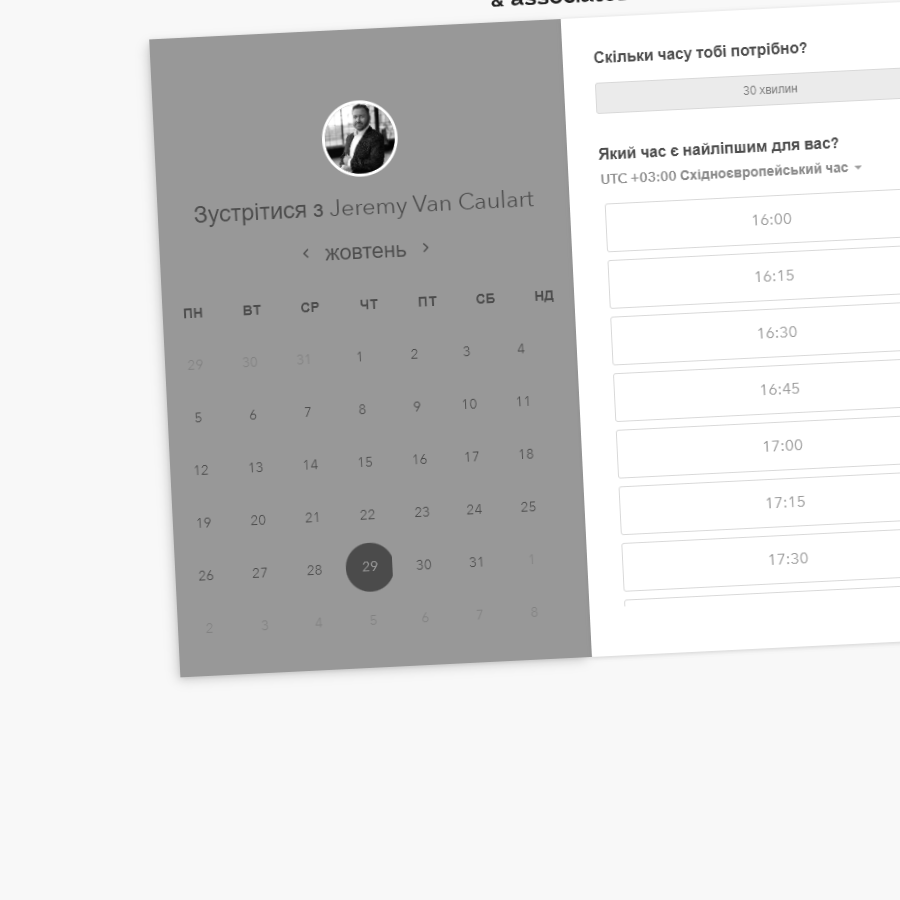 Зустрітися з Jeremy Van Caulart
жовтень
ПН ВТ СР ЧТ ПТ СБ НД
29 30 31 1 2 3 4
5 6 7 8 9 10 11
12 13 14 15 16 17 18
19 20 21 22 23 24 25
26 27 28 29 30 31 1
2 3 4 5 6 7 8
Скільки часу тобі потрібно?
30 хвилин
Який час є найліпшим для вас?
UTC +03:00 Східноєвропейський час
16:00
16:15
16:30
16:45
17:00
17:15
17:30